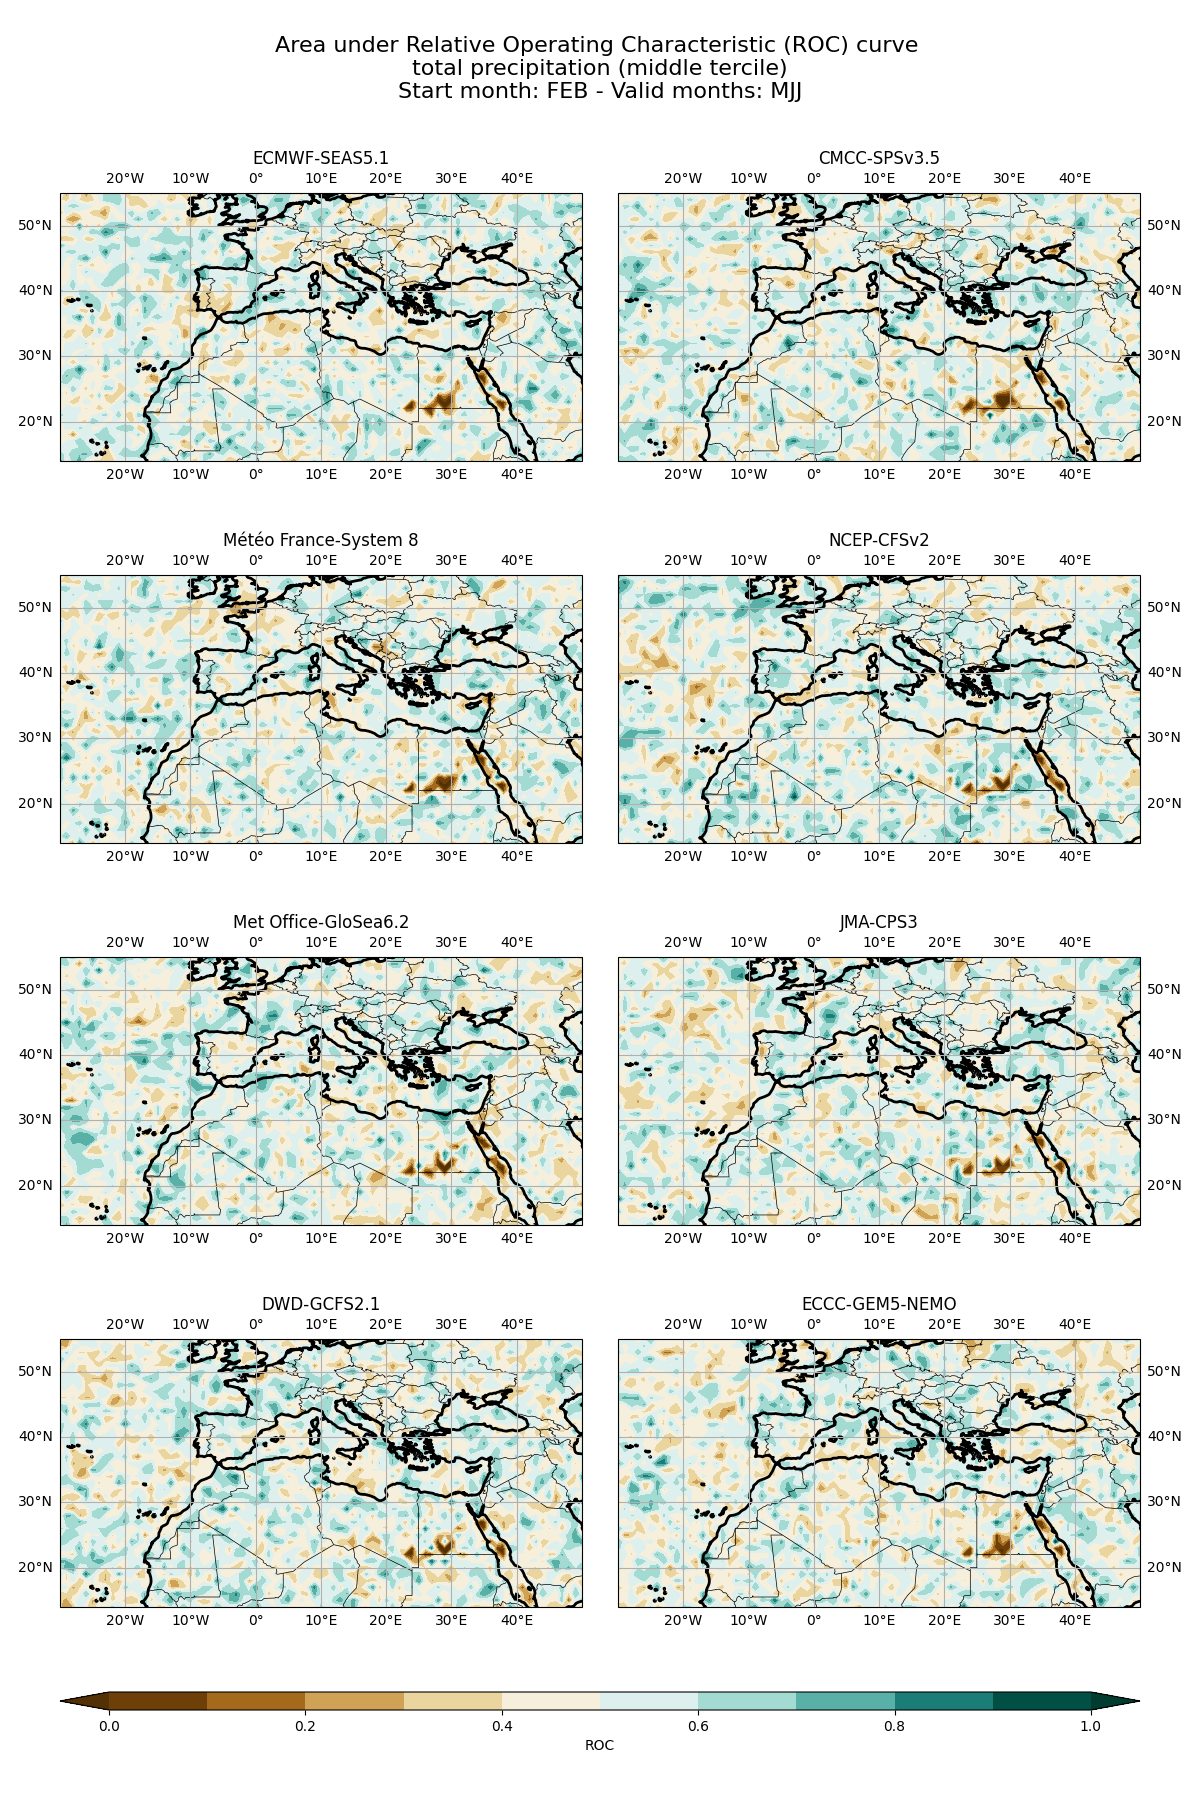 Area under Relative Operating Characteristic (ROC) curve
total precipitation (middle tercile)
Start month: FEB - Valid months: MJJ
ECMWF-SEAS5.1
20°W 10°W 0° 10°E 20°E 30°E 40°E
50°N
40°N
30°N
20°N
20°W 10°W 0° 10°E 20°E 30°E 40°E
CMCC-SPSv3.5
20°W 10°W 0° 10°E 20°E 30°E 40°E
50°N
40°N
30°N
20°N
20°W 10°W 0° 10°E 20°E 30°E 40°E
Météo France-System 8
20°W 10°W 0° 10°E 20°E 30°E 40°E
50°N
40°N
30°N
20°N
20°W 10°W 0° 10°E 20°E 30°E 40°E
NCEP-CFSv2
20°W 10°W 0° 10°E 20°E 30°E 40°E
50°N
40°N
30°N
20°N
20°W 10°W 0° 10°E 20°E 30°E 40°E
Met Office-GloSea6.2
20°W 10°W 0° 10°E 20°E 30°E 40°E
50°N
40°N
30°N
20°N
20°W 10°W 0° 10°E 20°E 30°E 40°E
JMA-CPS3
20°W 10°W 0° 10°E 20°E 30°E 40°E
50°N
40°N
30°N
20°N
20°W 10°W 0° 10°E 20°E 30°E 40°E
DWD-GCFS2.1
20°W 10°W 0° 10°E 20°E 30°E 40°E
50°N
40°N
30°N
20°N
20°W 10°W 0° 10°E 20°E 30°E 40°E
ECCC-GEM5-NEMO
20°W 10°W 0° 10°E 20°E 30°E 40°E
50°N
40°N
30°N
20°N
20°W 10°W 0° 10°E 20°E 30°E 40°E
0.0 0.2 0.4 0.6 0.8 1.0
ROC